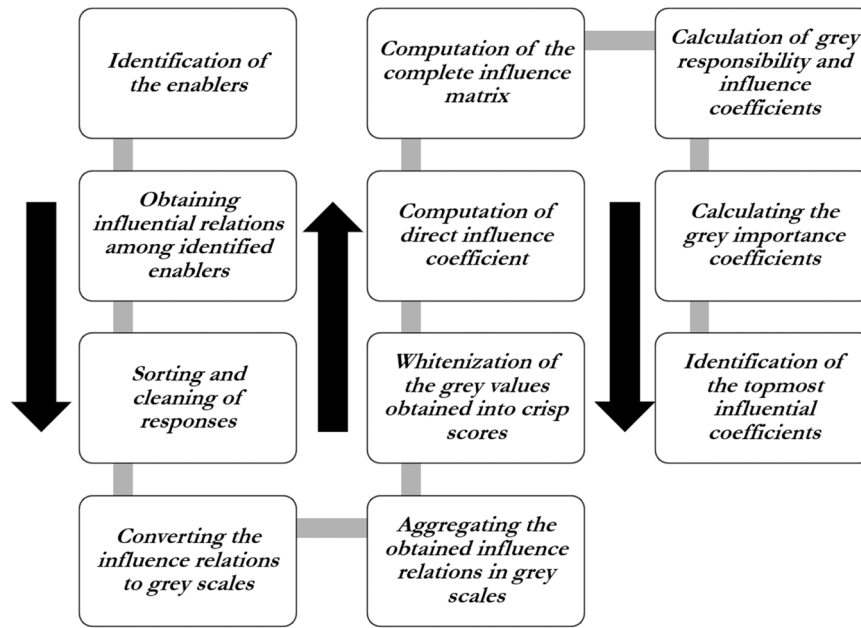 Identification of
the enablers
Obtaining
influential relations
among identified
enablers
Sorting and
cleaning of
responses
Converting the
influence relations
to grey scales
Aggregating the
obtained influence
relations in grey
scales
Whitenization of
the grey values
obtained into crisp
scores
Computation of
direct influence
coefficient
Computation of the
complete influence
matrix
Calculation of grey
responsibility and
influence
coefficients
Calculating the
grey importance
coefficients
Identification of
the topmost
influential
coefficients